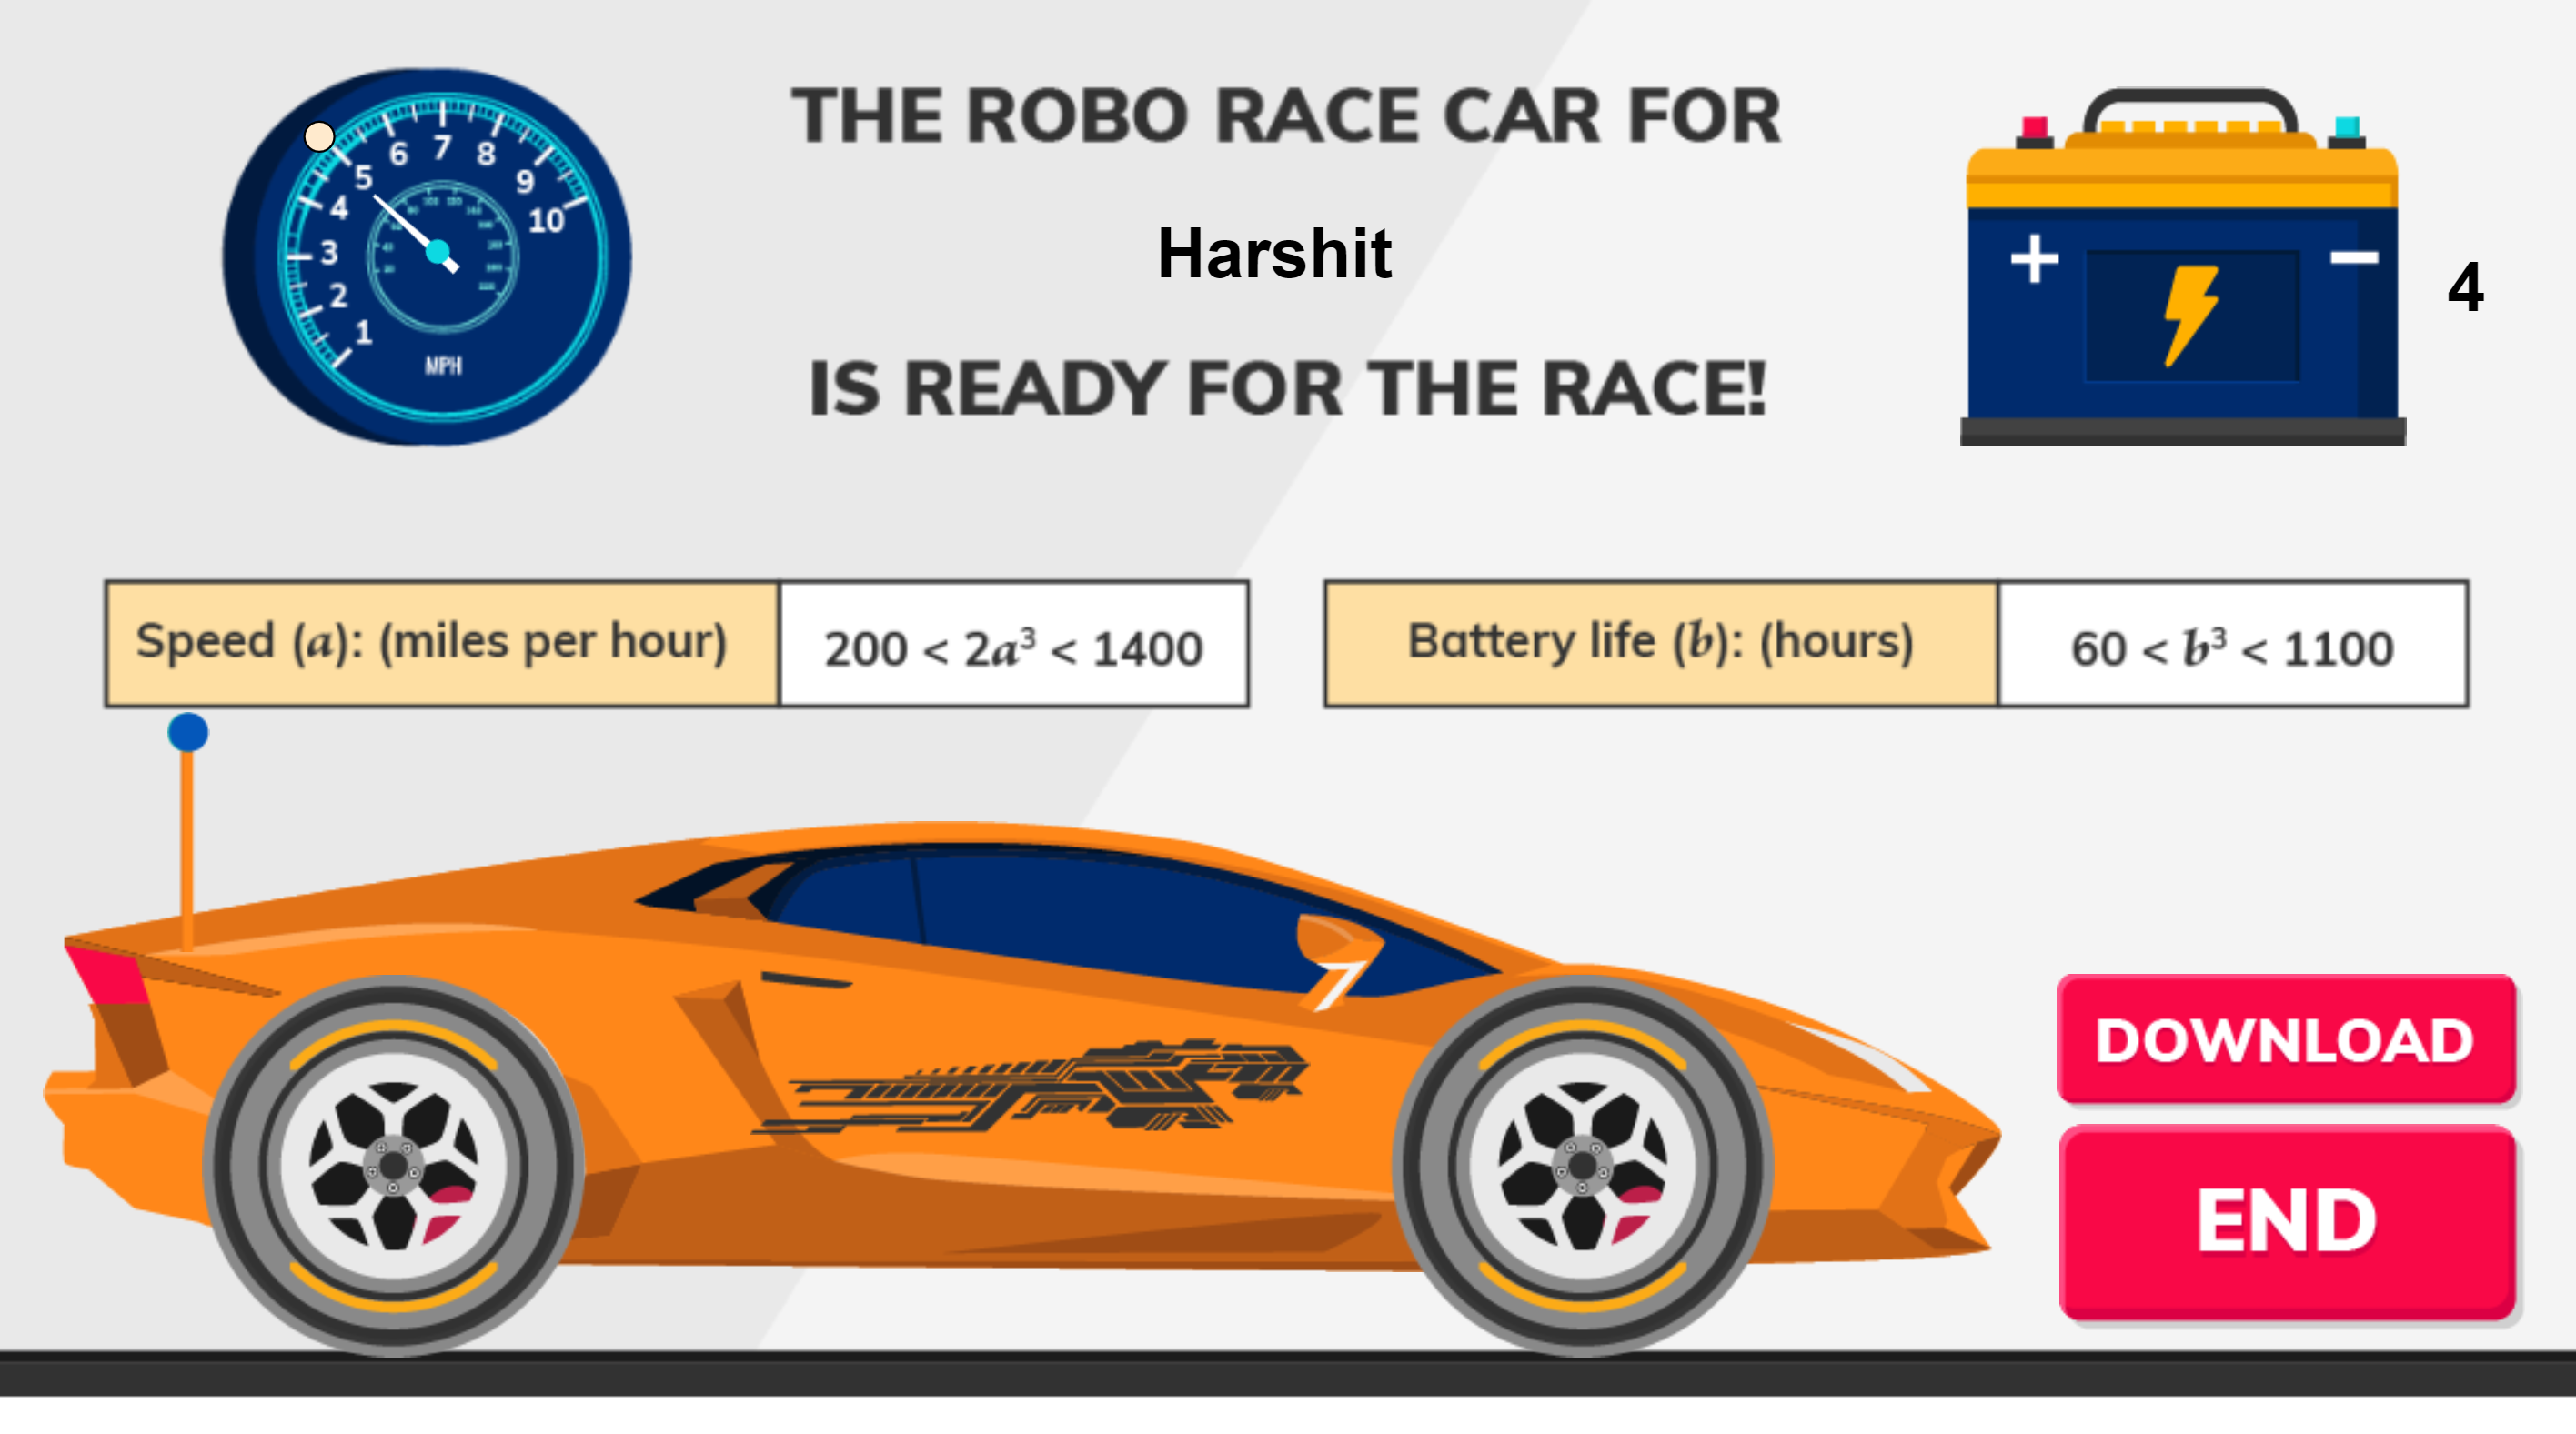 THE ROBO RACE CAR FOR
Harshit
IS READY FOR THE RACE!
1
2
3
4
5
6
7
8
9
10
MPH
+
−
4
Speed (a): (miles per hour)
200 < 2a³ < 1400
Battery life (b): (hours)
60 < b³ < 1100
DOWNLOAD
END